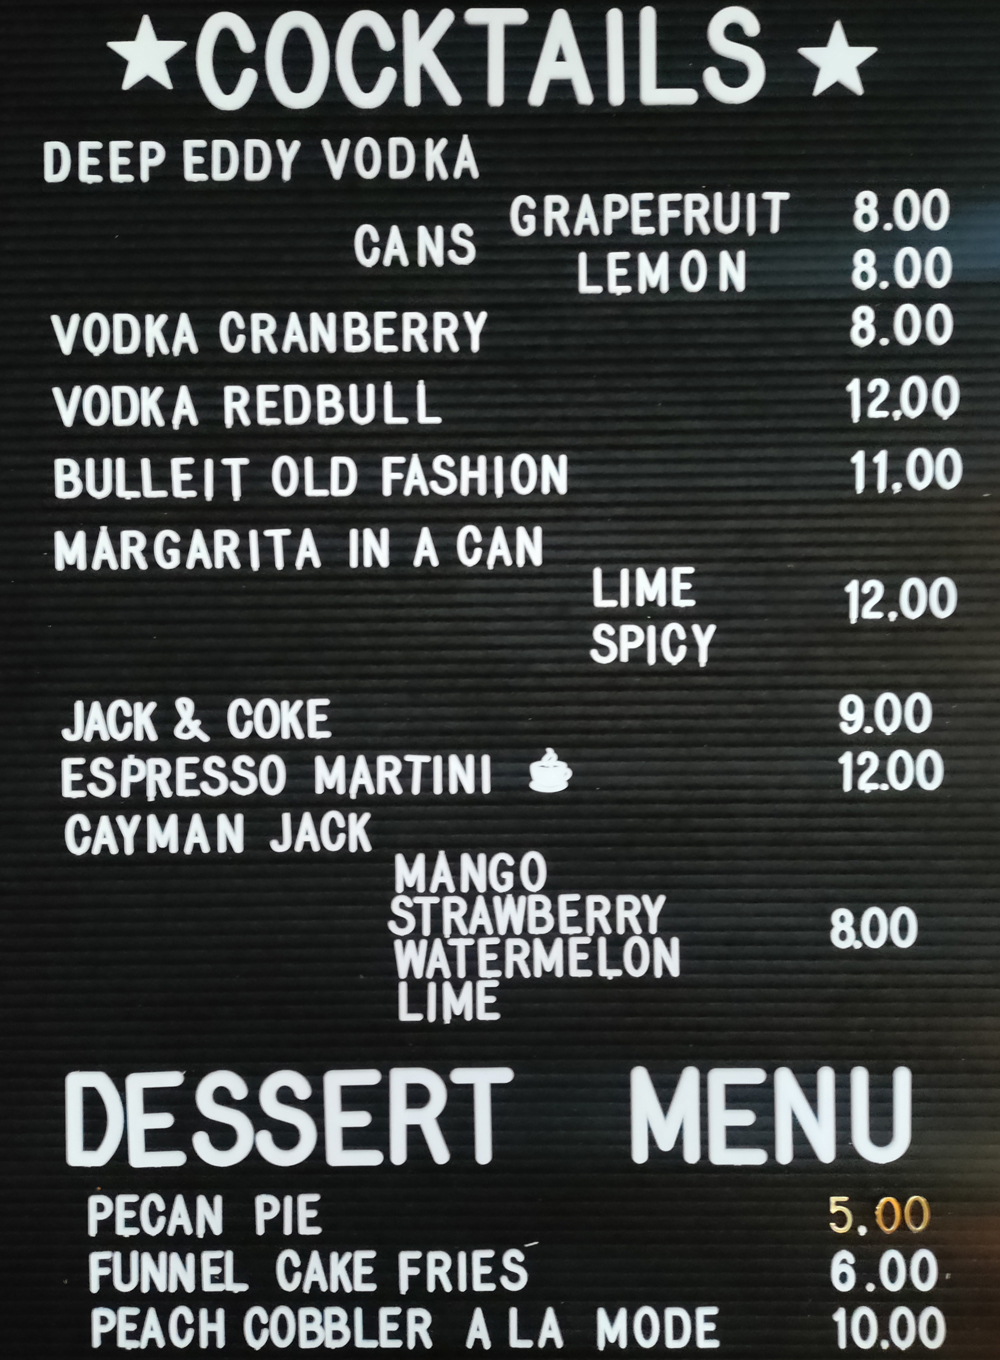 COCKTAILS
DEEP EDDY VODKA
CANS GRAPEFRUIT 8.00
LEMON 8.00
VODKA CRANBERRY 8.00
VODKA REDBULL 12.00
BULLEIT OLD FASHION 11.00
MARGARITA IN A CAN
LIME 12.00
SPICY
JACK & COKE 9.00
ESPRESSO MARTINI 12.00
CAYMAN JACK
MANGO
STRAWBERRY 8.00
WATERMELON
LIME
DESSERT MENU
PECAN PIE 5.00
FUNNEL CAKE FRIES 6.00
PEACH COBBLER A LA MODE 10.00